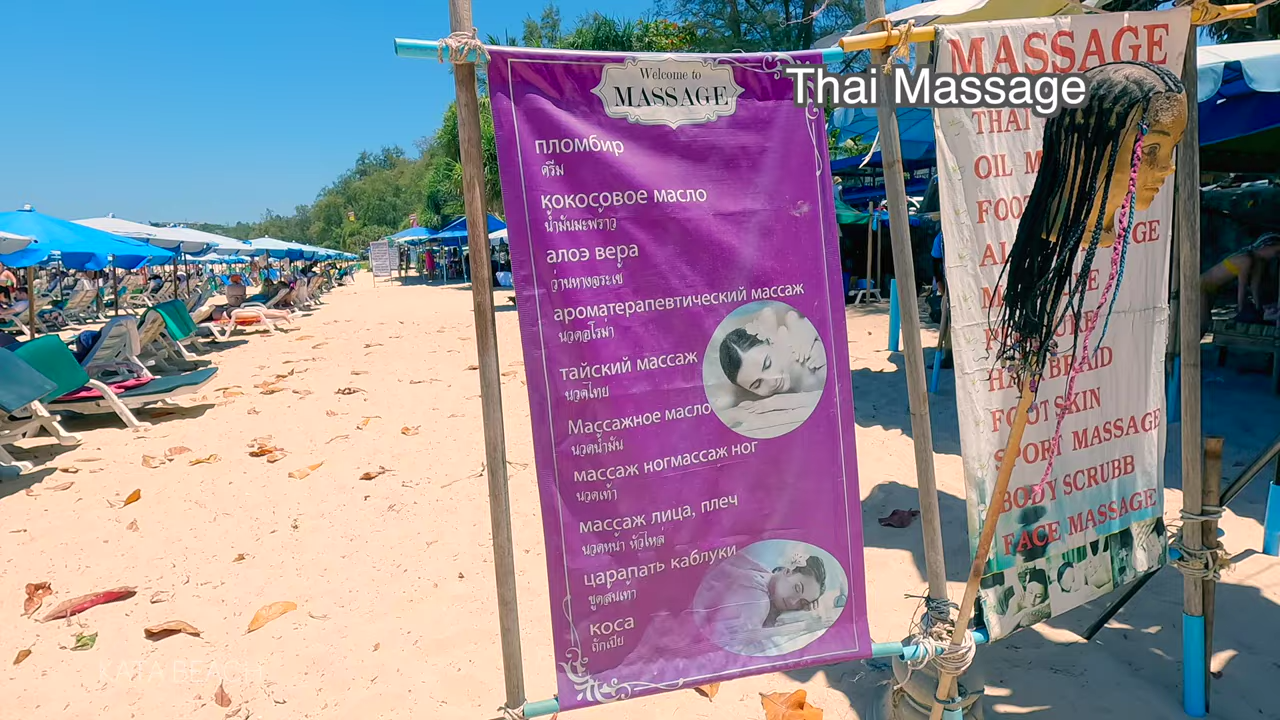 Welcome to
MASSAGE
пломбир
ครีม
кокосовое масло
น้ำมันมะพร้าว
алоэ вера
ว่านหางจระเข้
ароматерапевтический массаж
นวดอโรม่า
тайский массаж
นวดไทย
Массажное масло
นวดน้ำมัน
массаж ногмассаж ног
นวดเท้า
массаж лица, плеч
นวดหน้า หัวไหล่
царапать каблуки
ขูดส้นเท้า
коса
ถักเปีย
Thai Massage
MASSAGE
THAI
OIL
FOOT
BRAID
FOOT SKIN
SPORT MASSAGE
BODY SCRUBB
FACE MASSAGE
KATA BEACH